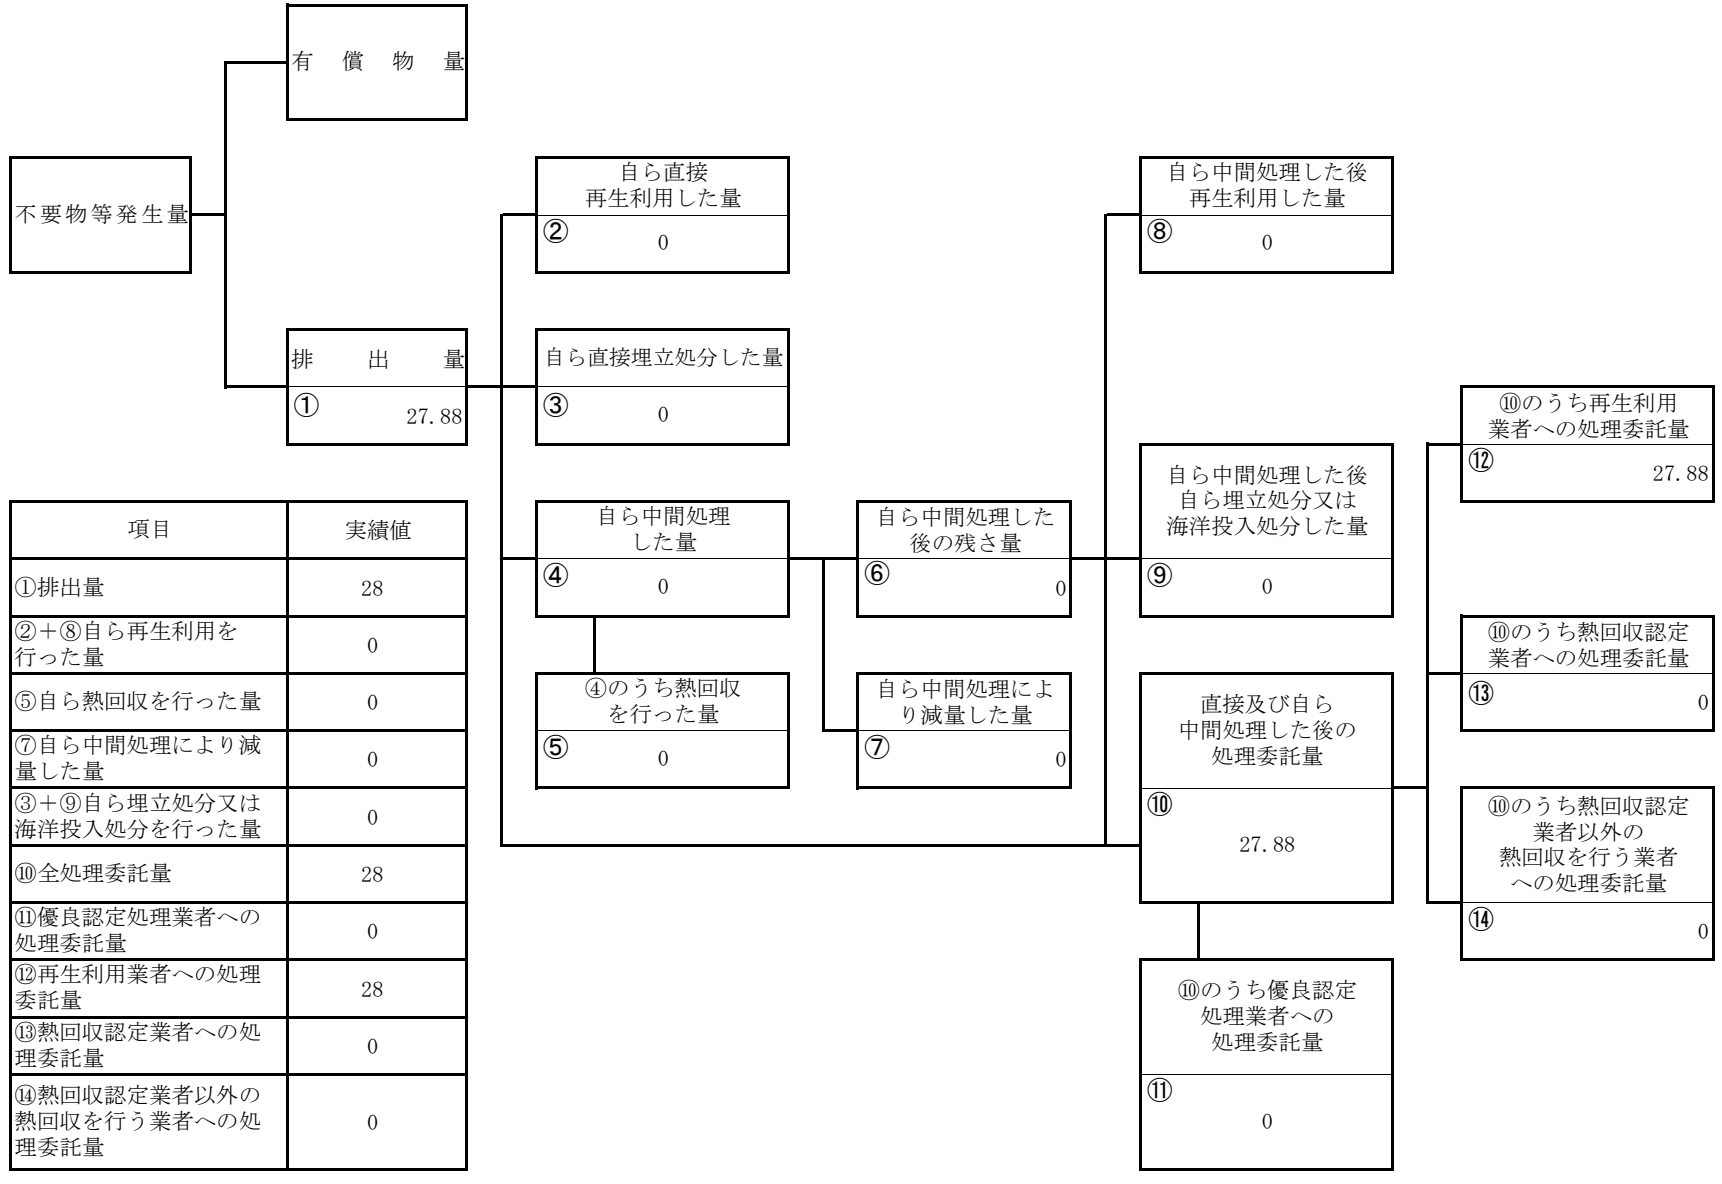 有償物量
不要物等発生量
自ら直接
再生利用した量
②
0
自ら中間処理した後
再生利用した量
⑧
0
排出量
①
27.88
自ら直接埋立処分した量
③
0
⑩のうち再生利用
業者への処理委託量
⑫
27.88
自ら中間処理
した量
④
0
自ら中間処理した
後の残さ量
⑥
0
自ら中間処理した後
自ら埋立処分又は
海洋投入処分した量
⑨
0
⑩のうち熱回収認定
業者への処理委託量
⑬
0
④のうち熱回収
を行った量
⑤
0
自ら中間処理によ
り減量した量
⑦
0
直接及び自ら
中間処理した後の
処理委託量
⑩
27.88
⑩のうち熱回収認定
業者以外の
熱回収を行う業者
への処理委託量
⑭
0
⑩のうち優良認定
処理業者への
処理委託量
⑪
0
項目 実績値
①排出量 28
②＋⑧自ら再生利用を
行った量 0
⑤自ら熱回収を行った量 0
⑦自ら中間処理により減
量した量 0
③＋⑨自ら埋立処分又は
海洋投入処分を行った量 0
⑩全処理委託量 28
⑪優良認定処理業者への
処理委託量 0
⑫再生利用業者への処理
委託量 28
⑬熱回収認定業者への処
理委託量 0
⑭熱回収認定業者以外の
熱回収を行う業者への処
理委託量 0